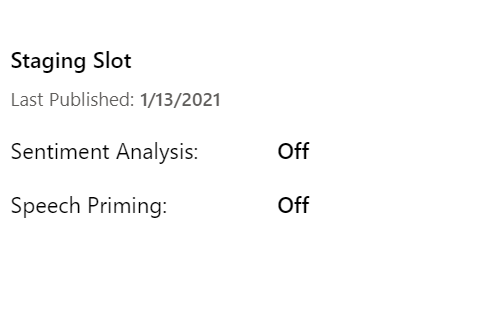 Staging Slot
Last Published: 1/13/2021
Sentiment Analysis: Off
Speech Priming: Off